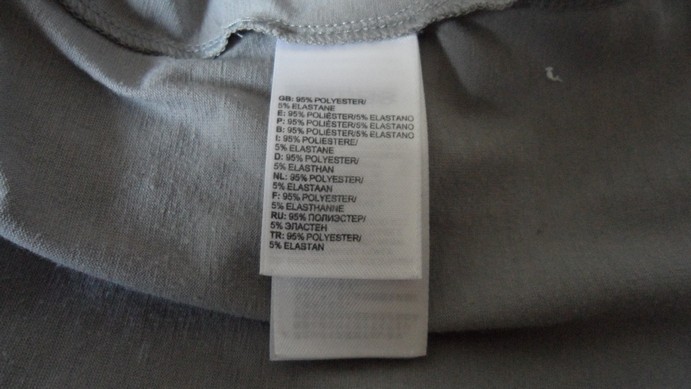 GB: 95% POLYESTER/
5% ELASTANE
E: 95% POLIÉSTER/5% ELASTANO
P: 95% POLIÉSTER/5% ELASTANO
B: 95% POLIÉSTER/5% ELASTANO
I: 95% POLIESTERE/
5% ELASTANE
D: 95% POLYESTER/
5% ELASTHAN
NL: 95% POLYESTER/
5% ELASTAAN
F: 95% POLYESTER/
5% ELASTHANNE
RU: 95% ПОЛИЭСТЕР/
5% ЭЛАСТЕН
TR: 95% POLYESTER/
5% ELASTAN